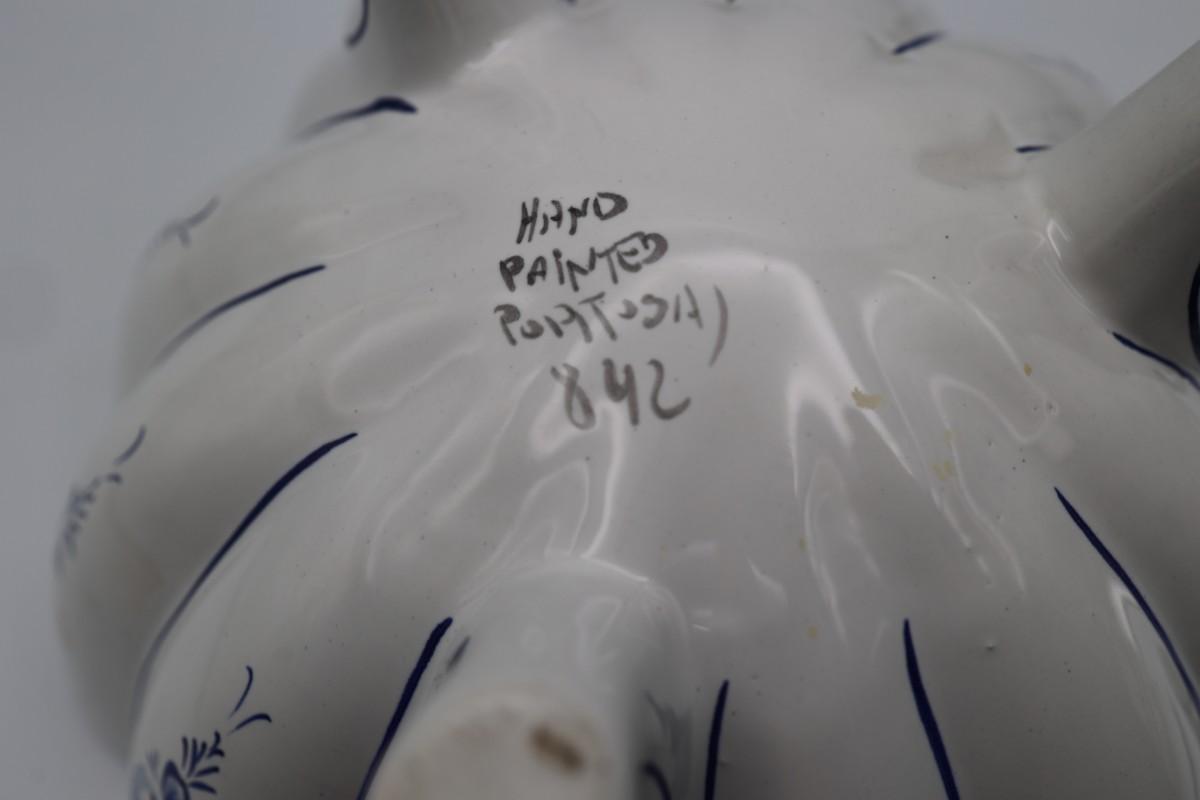 HAND
PAINTED
PORTUGAL
842